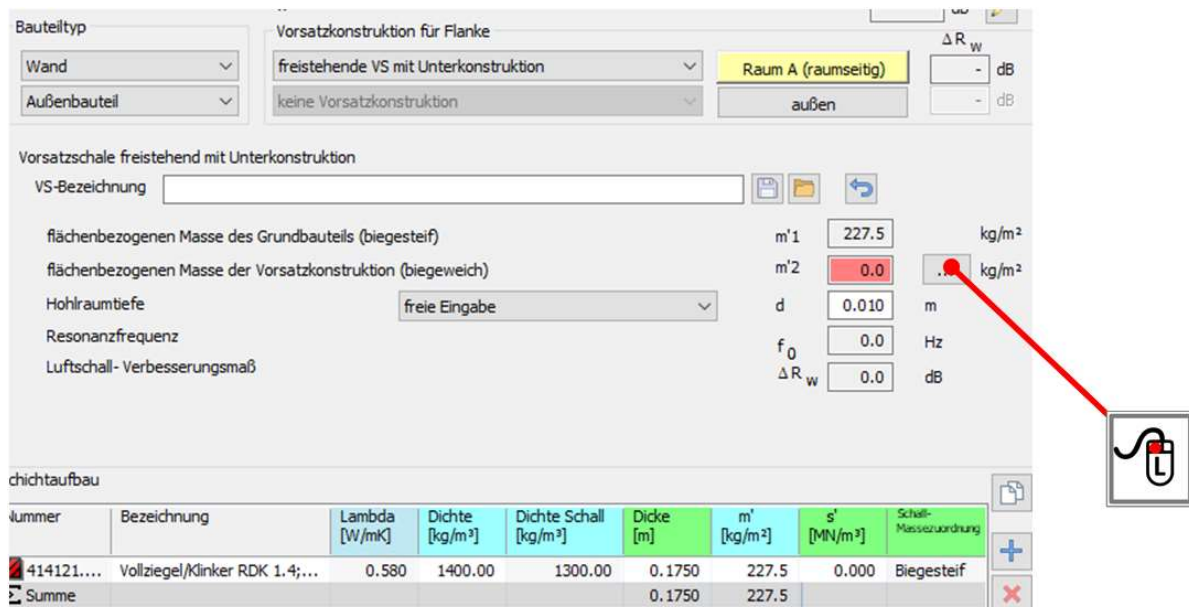 Bauteiltyp
Vorsatzkonstruktion für Flanke
Δ R w
Wand
freistehende VS mit Unterkonstruktion
Raum A (raumseitig)
- dB
Außenbauteil
keine Vorsatzkonstruktion
außen
- dB
Vorsatzschale freistehend mit Unterkonstruktion
VS-Bezeichnung
flächenbezogenen Masse des Grundbauteils (biegesteif) m'1 227.5 kg/m²
flächenbezogenen Masse der Vorsatzkonstruktion (biegeweich) m'2 0.0 ... kg/m²
Hohlraumtiefe freie Eingabe d 0.010 m
Resonanzfrequenz f0 0.0 Hz
Luftschall- Verbesserungsmaß Δ R w 0.0 dB
L
chichtaufbau
Nummer Bezeichnung Lambda [W/mK] Dichte [kg/m³] Dichte Schall [kg/m³] Dicke [m] m' [kg/m²] s' [MN/m³] Schall-Massezuordnung
414121.... Vollziegel/Klinker RDK 1.4;... 0.580 1400.00 1300.00 0.1750 227.5 0.000 Biegesteif
Σ Summe 0.1750 227.5